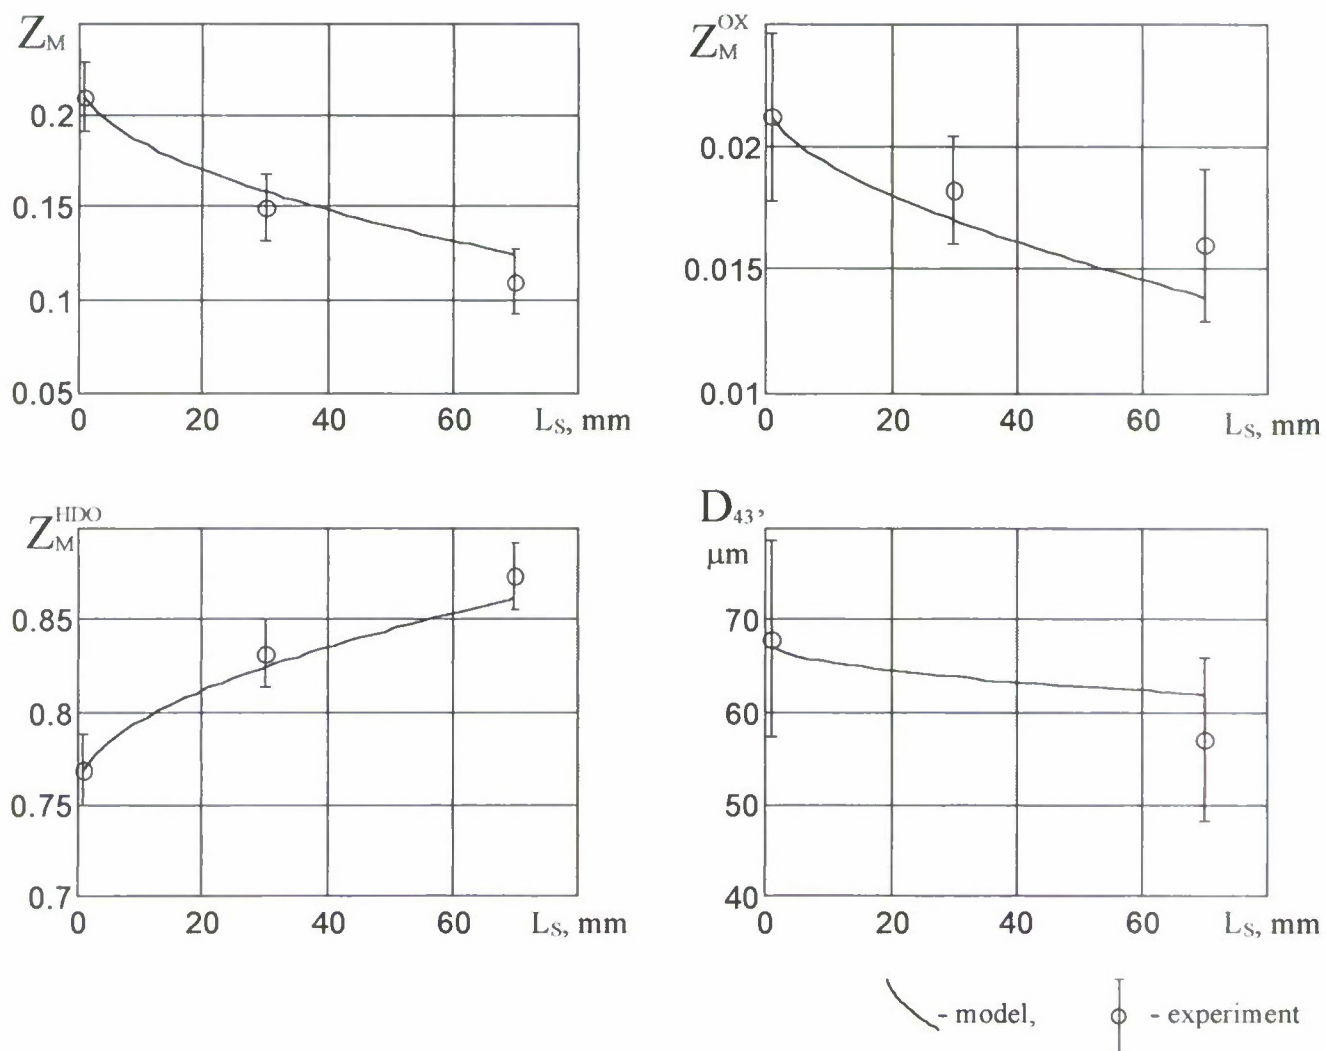 Z_M
0.2
0.15
0.1
0.05
0 20 40 60 L_S, mm
Z_M^OX
0.02
0.015
0.01
0 20 40 60 L_S, mm
Z_M^HDO
0.85
0.8
0.75
0.7
0 20 40 60 L_S, mm
D_43,
μm
70
60
50
40
0 20 40 60 L_S, mm
- model, - experiment